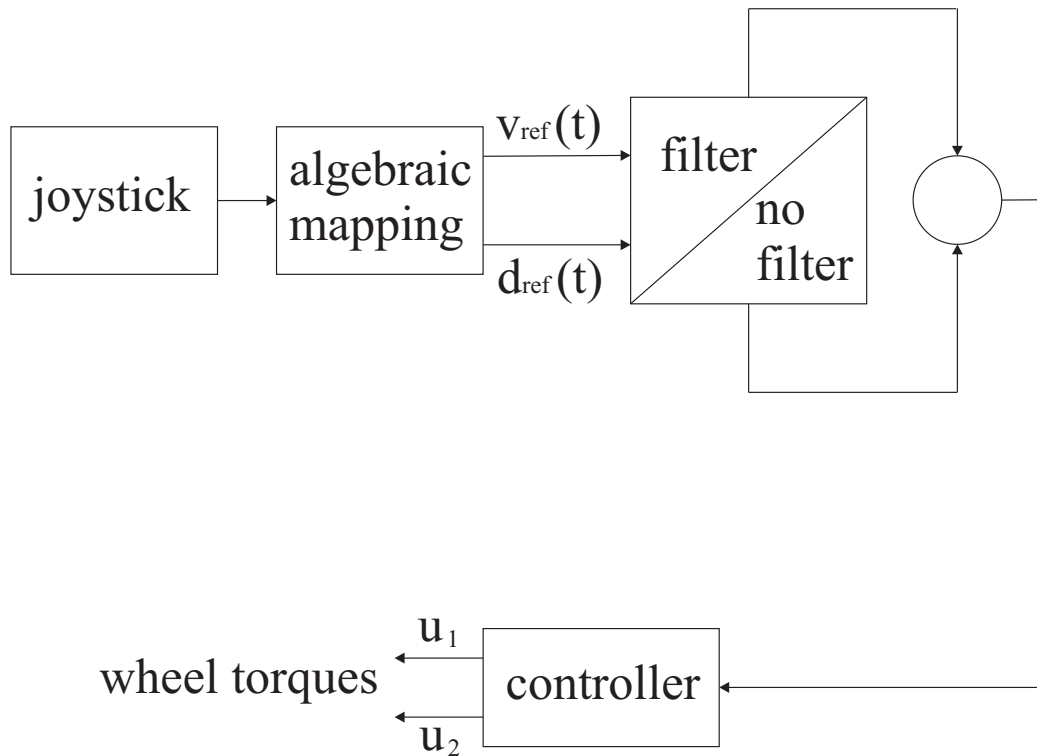 joystick
algebraic
mapping
vref(t)
dref(t)
filter
no
filter
wheel torques
u1
u2
controller